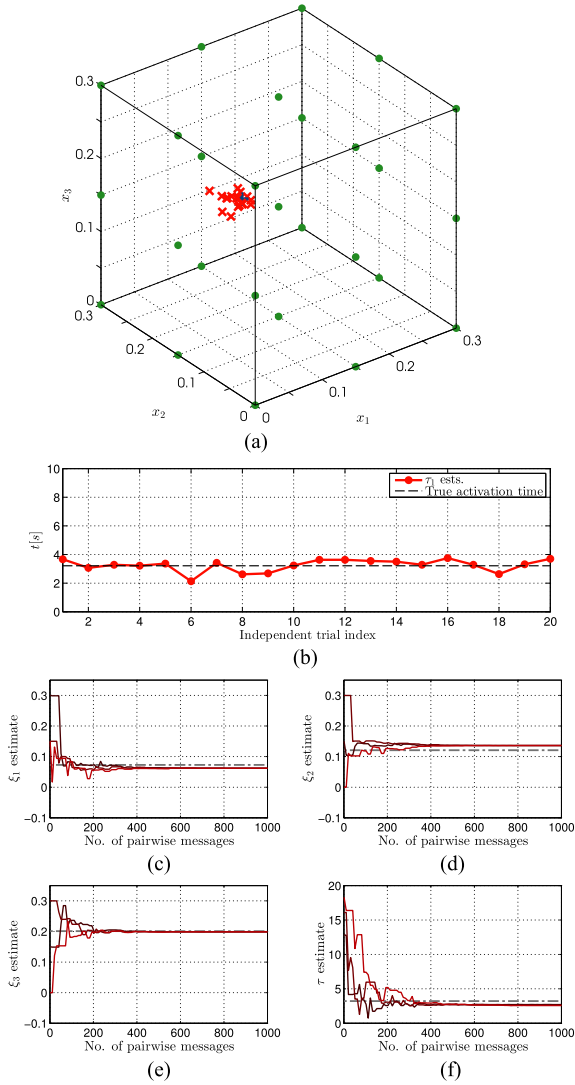 0.3
0.2
x3
0.1
0
0.3
0.2
0.1
0
x2
0
0.1
0.2
0.3
x1
(a)
10
8
6
4
2
0
t[s]
τ1 ests.
True activation time
2 4 6 8 10 12 14 16 18 20
Independent trial index
(b)
0.3
0.2
0.1
0
−0.1
ξ1 estimate
0 200 400 600 800 1000
No. of pairwise messages
(c)
0.3
0.2
0.1
0
−0.1
ξ2 estimate
0 200 400 600 800 1000
No. of pairwise messages
(d)
0.3
0.2
0.1
0
−0.1
ξ3 estimate
0 200 400 600 800 1000
No. of pairwise messages
(e)
20
15
10
5
0
τ estimate
0 200 400 600 800 1000
No. of pairwise messages
(f)